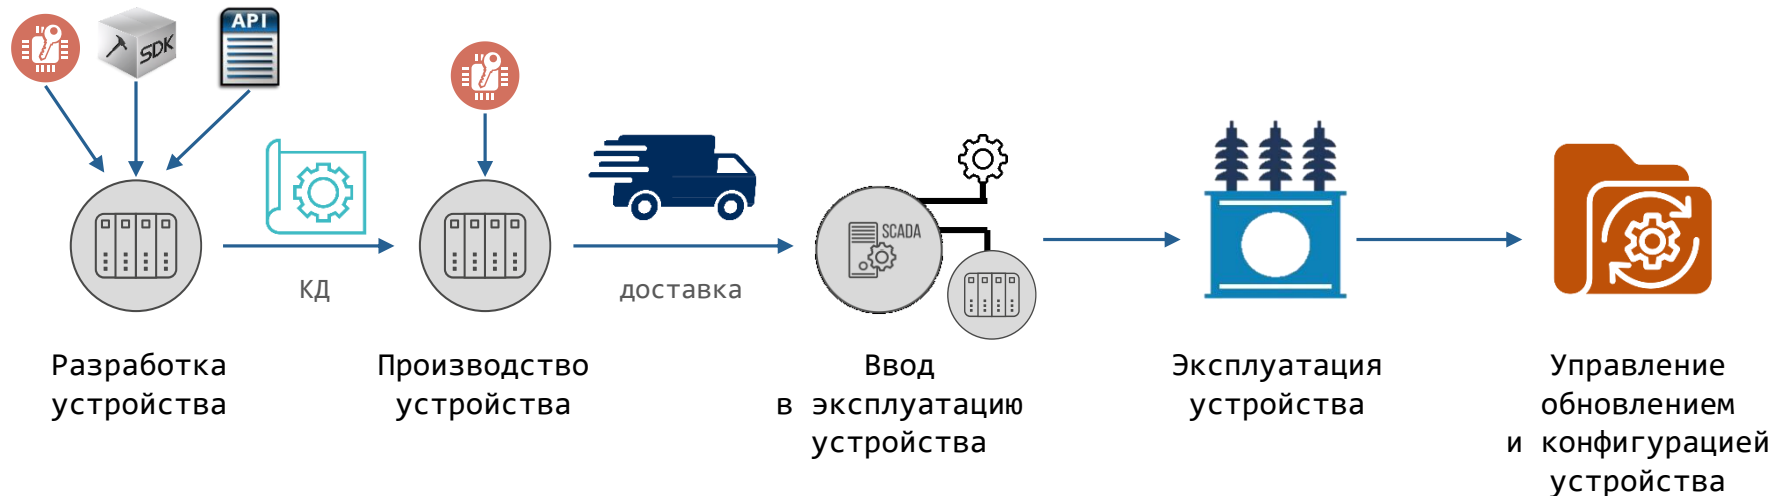 SDK
API
КД
доставка
SCADA
Разработка
устройства
Производство
устройства
Ввод
в эксплуатацию
устройства
Эксплуатация
устройства
Управление
обновлением
и конфигурацией
устройства